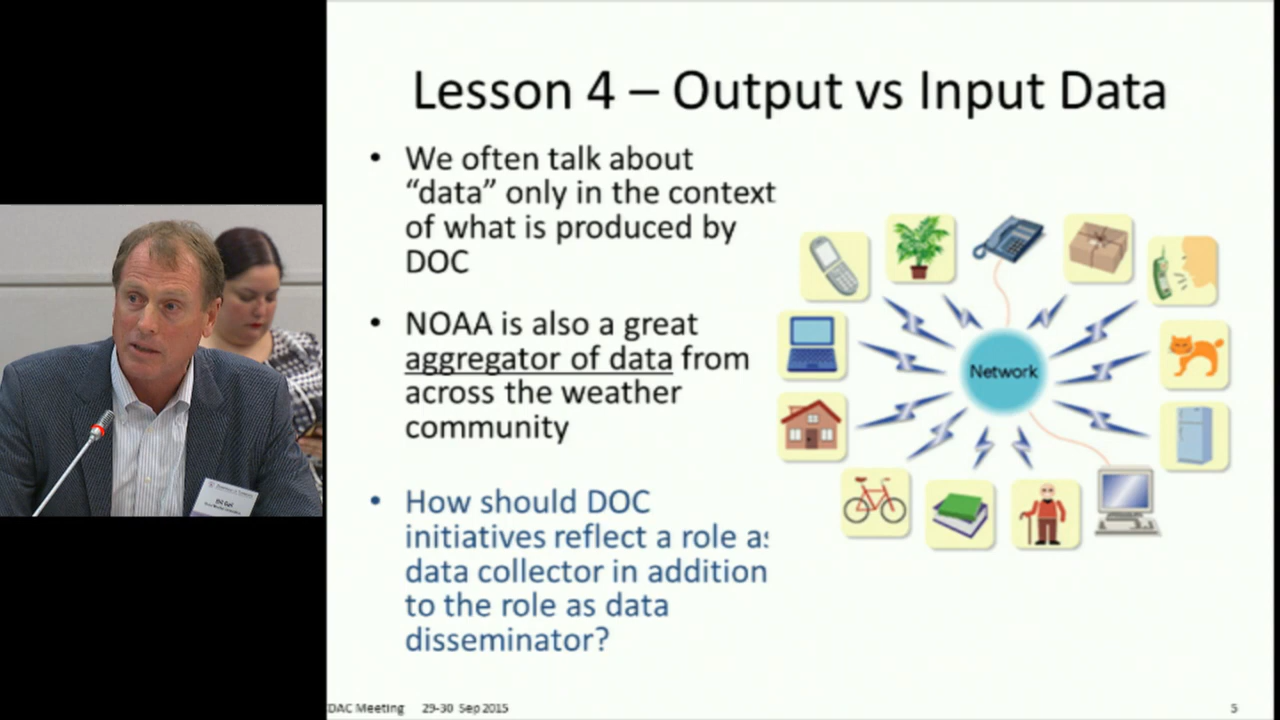 Lesson 4 – Output vs Input Data
• We often talk about
“data” only in the context
of what is produced by
DOC
• NOAA is also a great
aggregator of data from
across the weather
community
• How should DOC
initiatives reflect a role as
data collector in addition
to the role as data
disseminator?
Network
DAC Meeting 29-30 Sep 2015
5